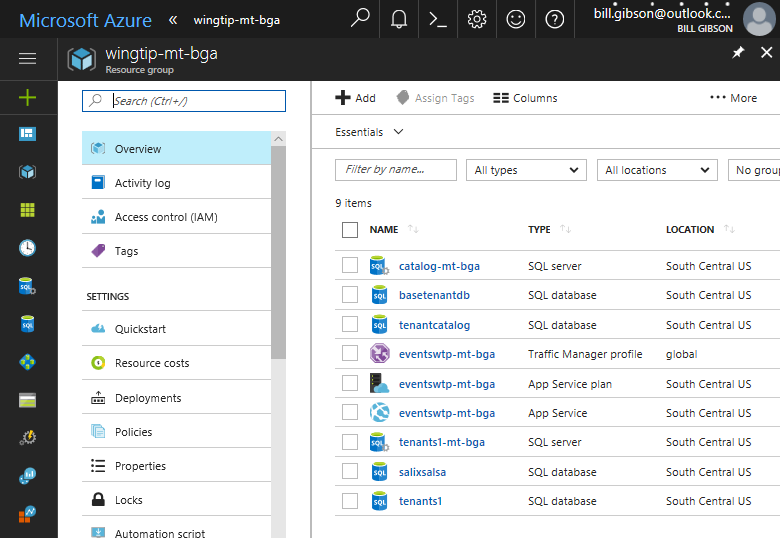 Microsoft Azure « wingtip-mt-bga bill.gibson@outlook.c...
BILL GIBSON
wingtip-mt-bga
Resource group
Search (Ctrl+/)
Overview
Activity log
Access control (IAM)
Tags
SETTINGS
Quickstart
Resource costs
Deployments
Policies
Properties
Locks
Automation script
Add Assign Tags Columns ••• More
Essentials
Filter by name... All types All locations No group
9 items
NAME TYPE LOCATION
catalog-mt-bga SQL server South Central US
basetenantdb SQL database South Central US
tenantcatalog SQL database South Central US
eventswtp-mt-bga Traffic Manager profile global
eventswtp-mt-bga App Service plan South Central US
eventswtp-mt-bga App Service South Central US
tenants1-mt-bga SQL server South Central US
salixsalsa SQL database South Central US
tenants1 SQL database South Central US